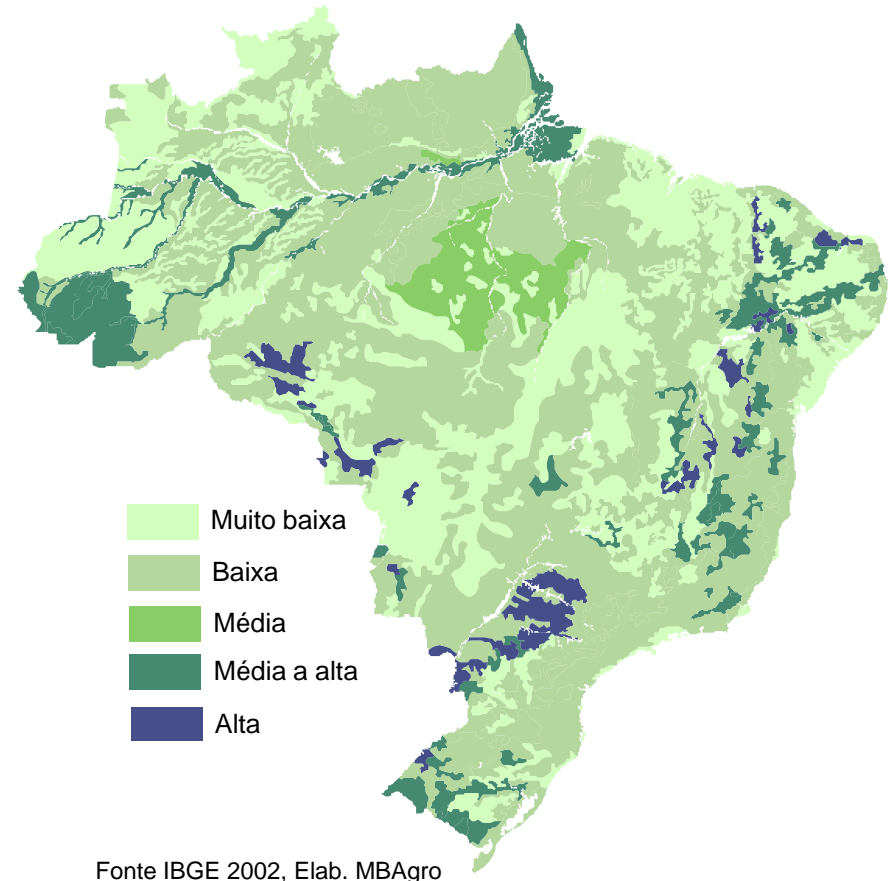 Muito baixa
Baixa
Média
Média a alta
Alta
Fonte IBGE 2002, Elab. MBAgro